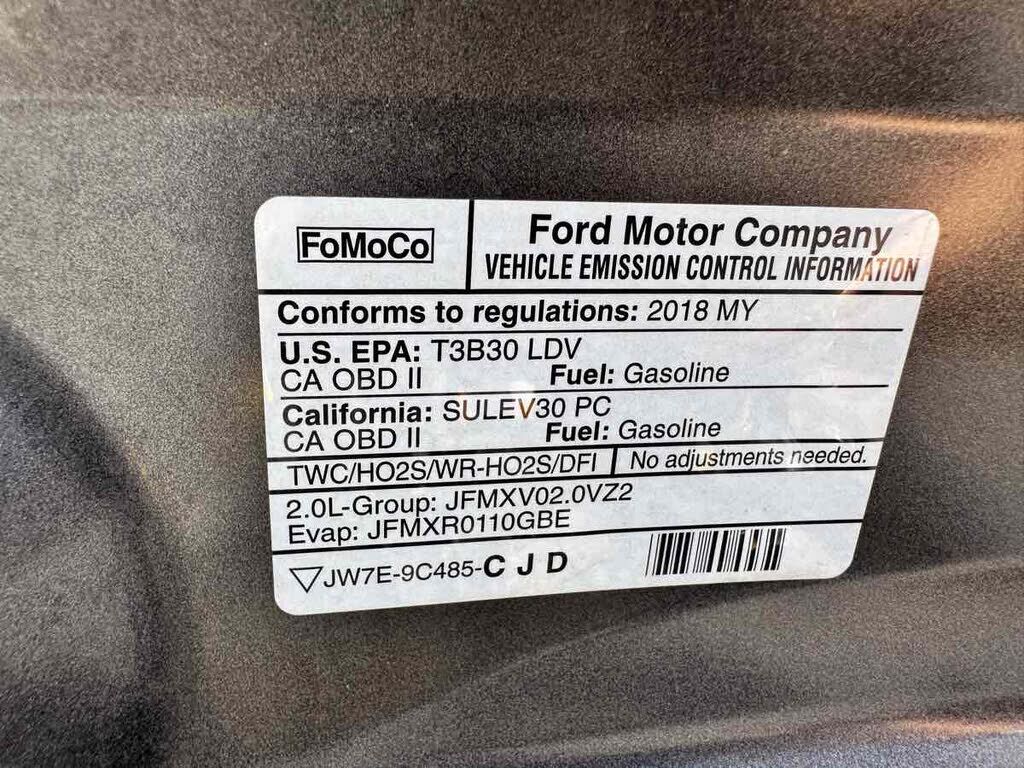 FoMoCo
Ford Motor Company
VEHICLE EMISSION CONTROL INFORMATION
Conforms to regulations: 2018 MY
U.S. EPA: T3B30 LDV
CA OBD II Fuel: Gasoline
California: SULEV30 PC
CA OBD II Fuel: Gasoline
TWC/HO2S/WR-HO2S/DFI No adjustments needed.
2.0L-Group: JFMXV02.0VZ2
Evap: JFMXR0110GBE
JW7E-9C485-C J D